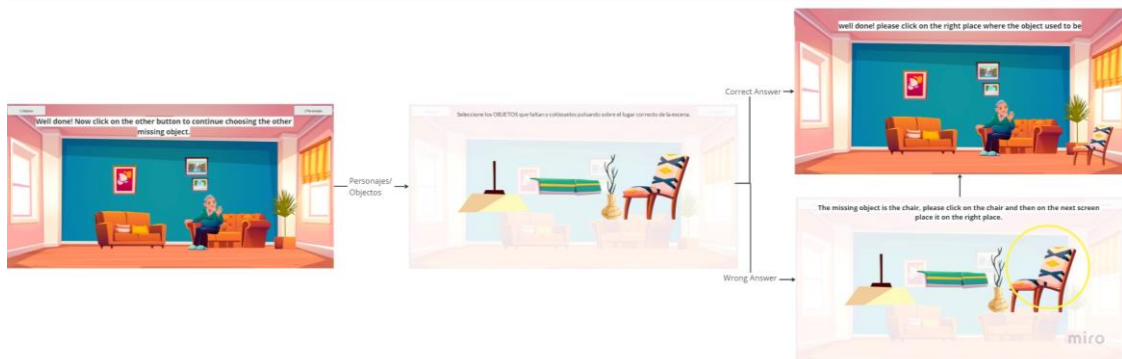 Well done! Now click on the other button to continue choosing the other
missing object.
Personajes/
Objectos
Seleccione los OBJETOS que faltan y colóquelos pulsando sobre el lugar correcto de la escena.
Correct Answer
well done! please click on the right place where the object used to be
Wrong Answer
The missing object is the chair, please click on the chair and then on the next screen
place it on the right place.
miro